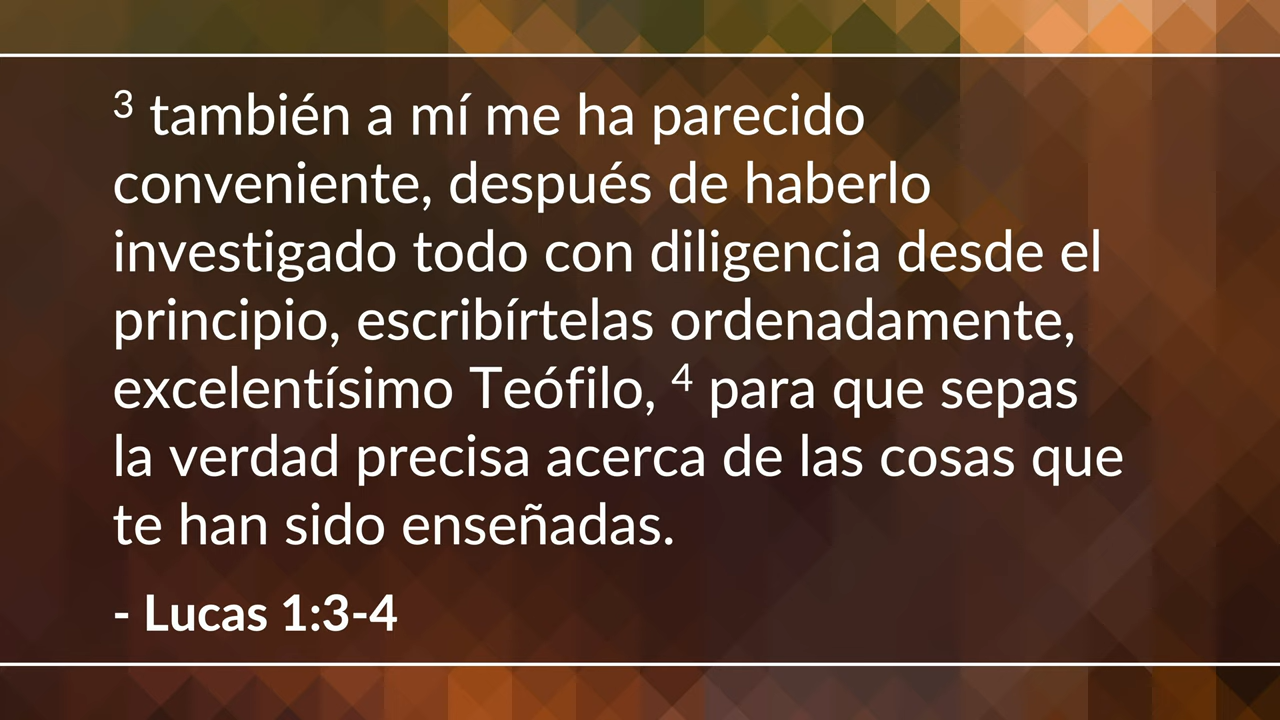 ³ también a mí me ha parecido
conveniente, después de haberlo
investigado todo con diligencia desde el
principio, escribírtelas ordenadamente,
excelentísimo Teófilo, ⁴ para que sepas
la verdad precisa acerca de las cosas que
te han sido enseñadas.
- Lucas 1:3-4